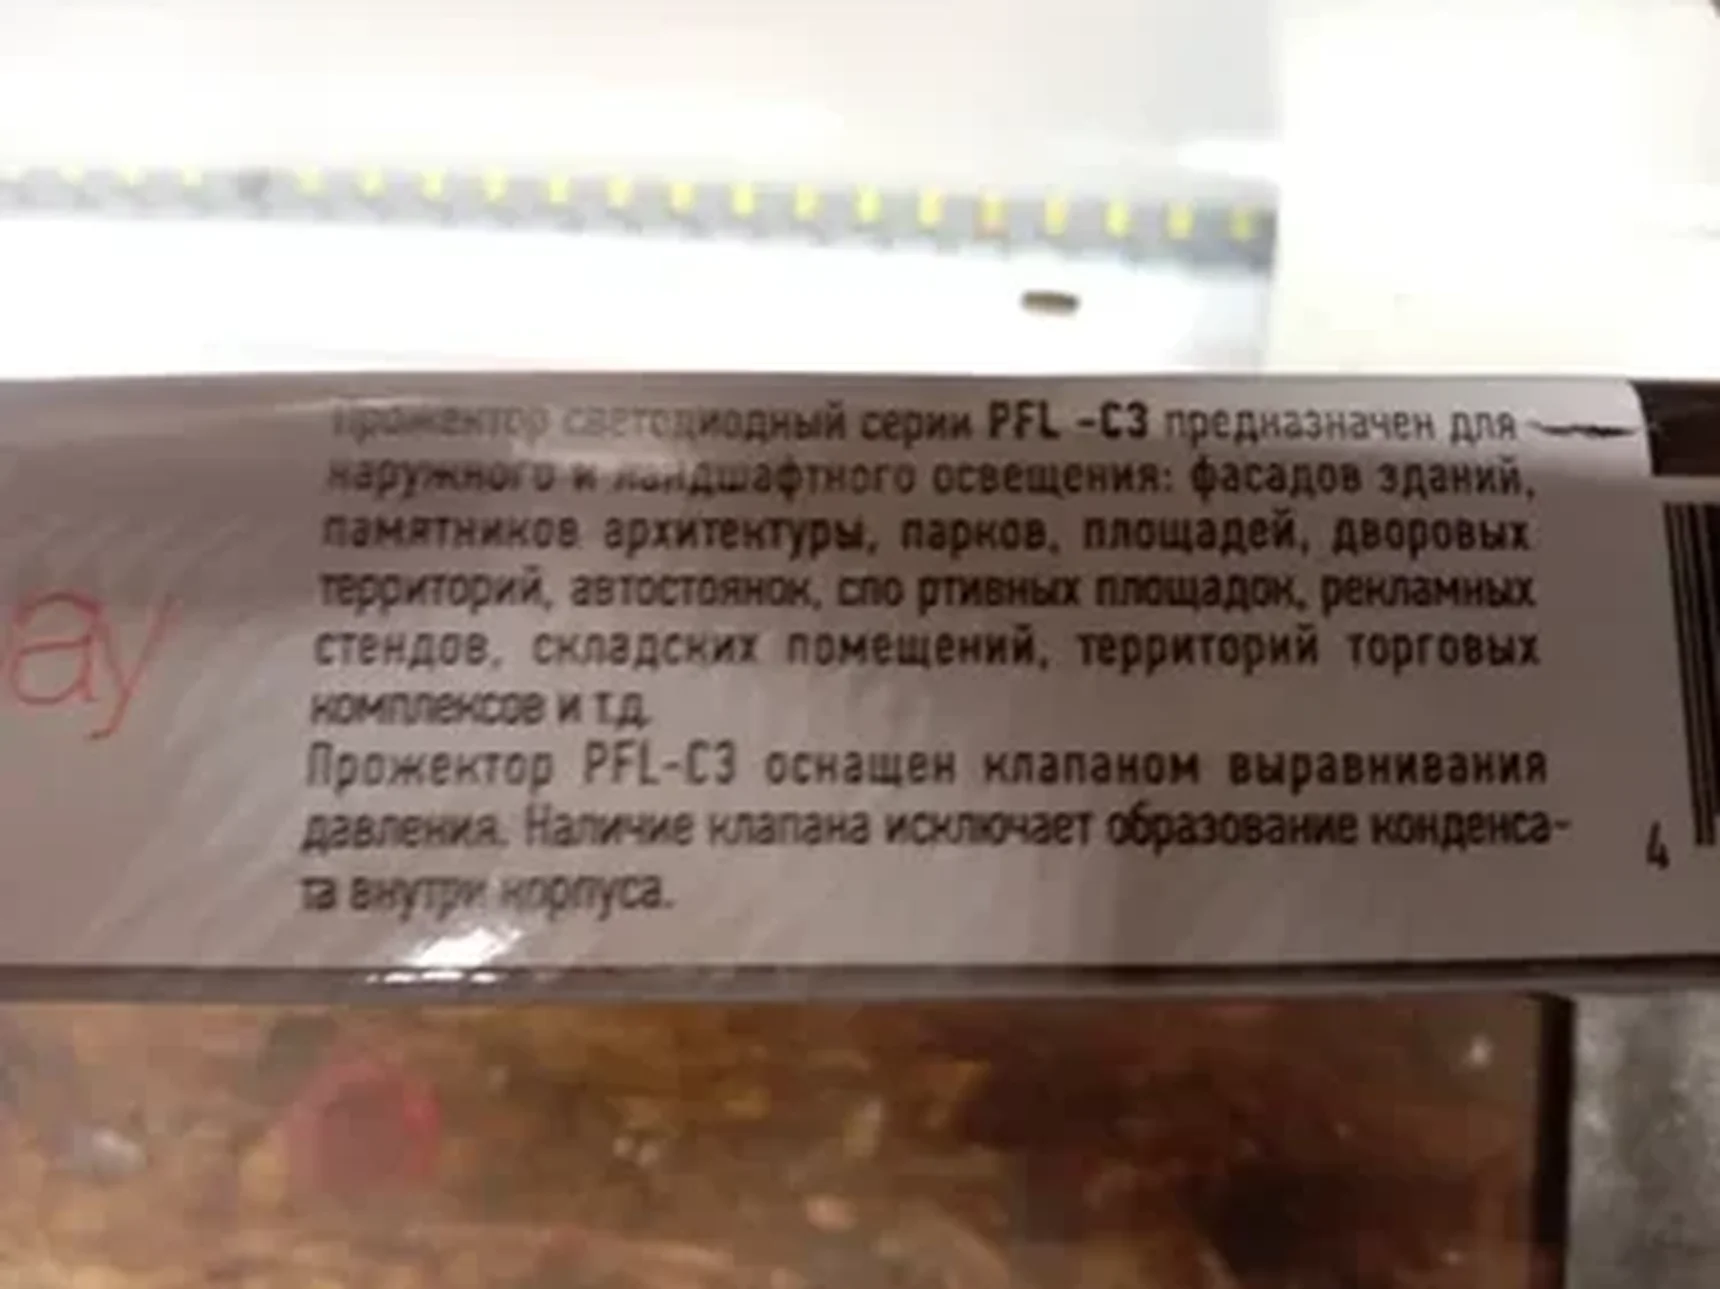 Прожектор светодиодный серии PFL -C3 предназначен для
наружного и ландшафтного освещения: фасадов зданий,
памятников архитектуры, парков, площадей, дворовых
территорий, автостоянок, спо ртивных площадок, рекламных
стендов, складских помещений, территорий торговых
комплексов и т.д.
Прожектор PFL-C3 оснащен клапаном выравнивания
давления. Наличие клапана исключает образование конденса-
та внутри корпуса.
ay
4